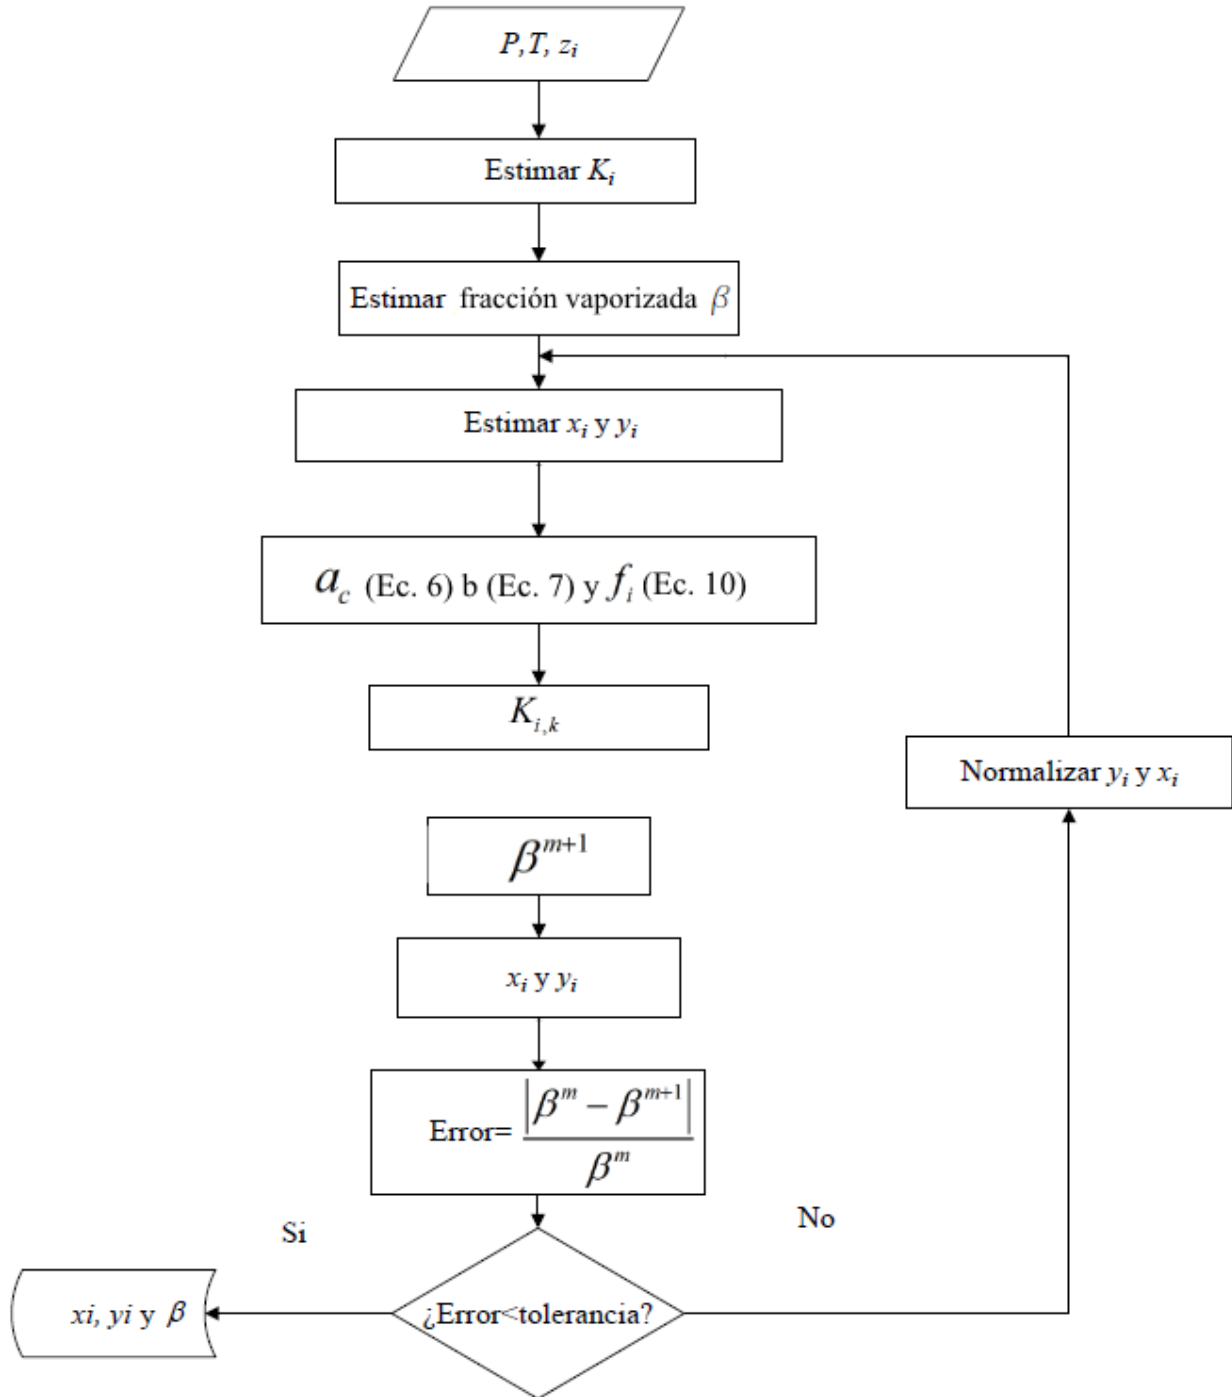 P, T, zi
Estimar Ki
Estimar fracción vaporizada β
Estimar xi y yi
ac (Ec. 6) b (Ec. 7) y fi (Ec. 10)
Ki,k
Normalizar yi y xi
βm+1
xi y yi
Error= |βm − βm+1| / βm
Si
No
¿Error<tolerancia?
xi, yi y β